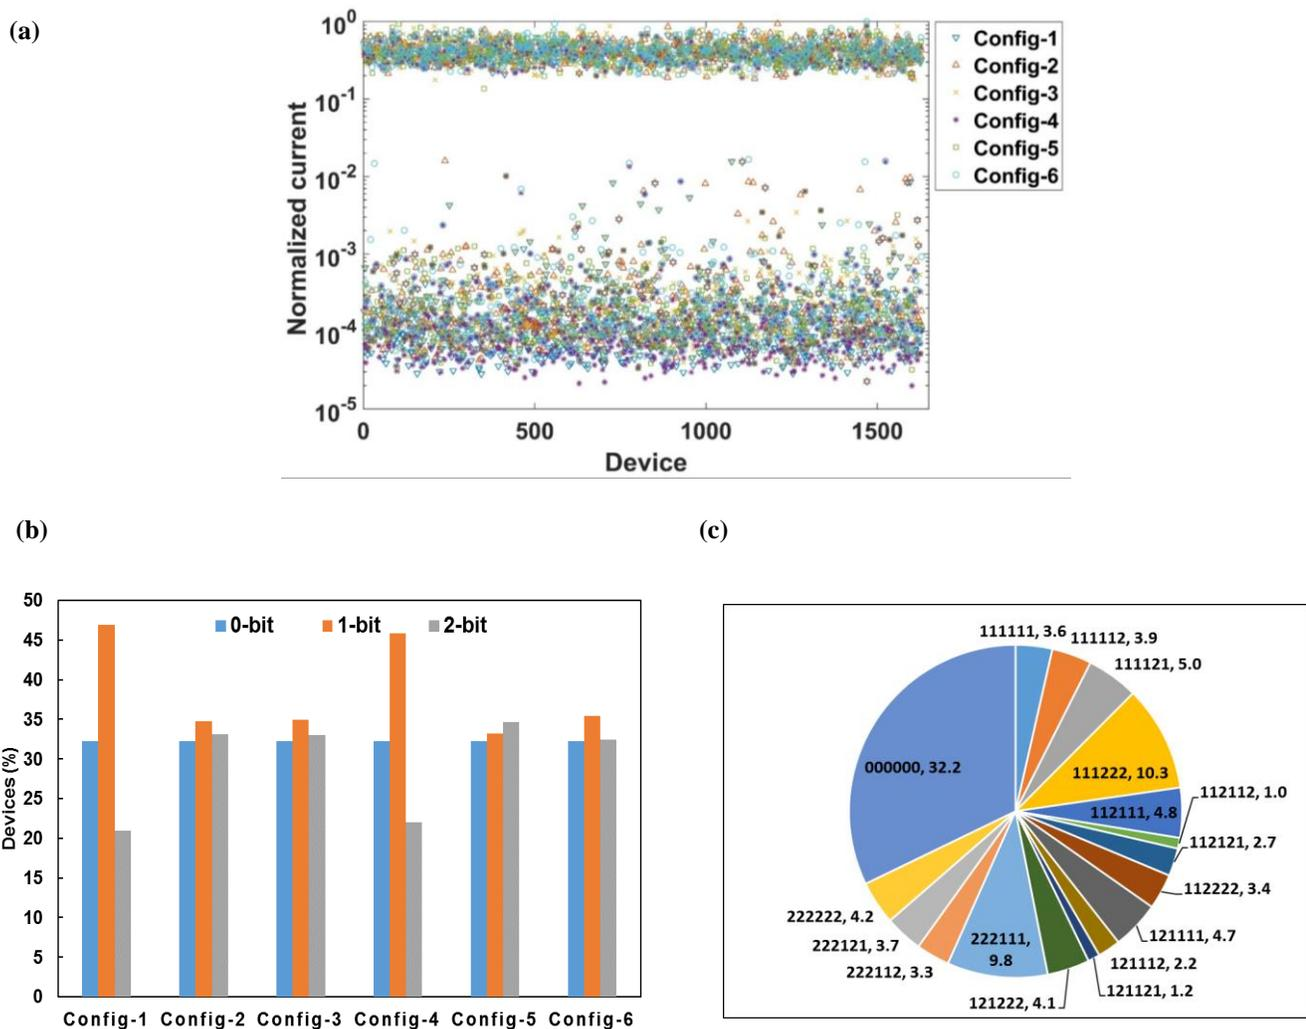 (a)
Normalized current
10^0
10^-1
10^-2
10^-3
10^-4
10^-5
0 500 1000 1500
Device
Config-1
Config-2
Config-3
Config-4
Config-5
Config-6
(b)
Devices (%)
0-bit 1-bit 2-bit
50
45
40
35
30
25
20
15
10
5
0
Config-1 Config-2 Config-3 Config-4 Config-5 Config-6
(c)
111111, 3.6
111112, 3.9
111121, 5.0
111222, 10.3
112111, 4.8
112112, 1.0
112121, 2.7
112222, 3.4
121111, 4.7
121112, 2.2
121121, 1.2
121222, 4.1
222111,
9.8
222112, 3.3
222121, 3.7
222222, 4.2
000000, 32.2